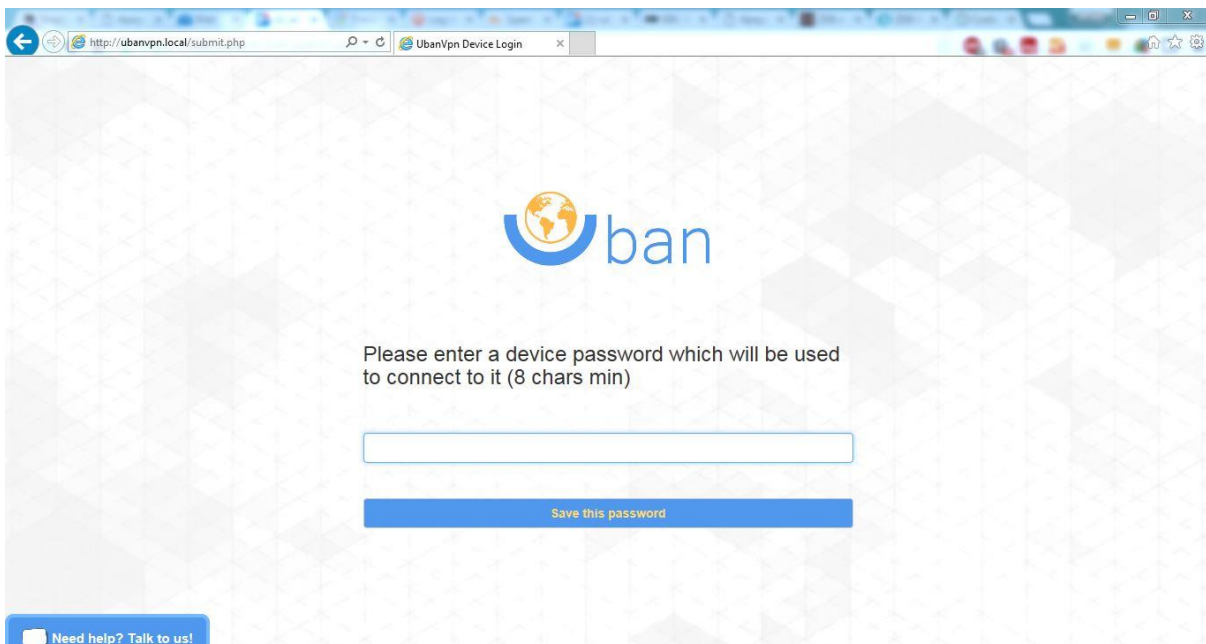 http://ubanvpn.local/submit.php
UbanVpn Device Login
ban
Please enter a device password which will be used
to connect to it (8 chars min)
Save this password
Need help? Talk to us!